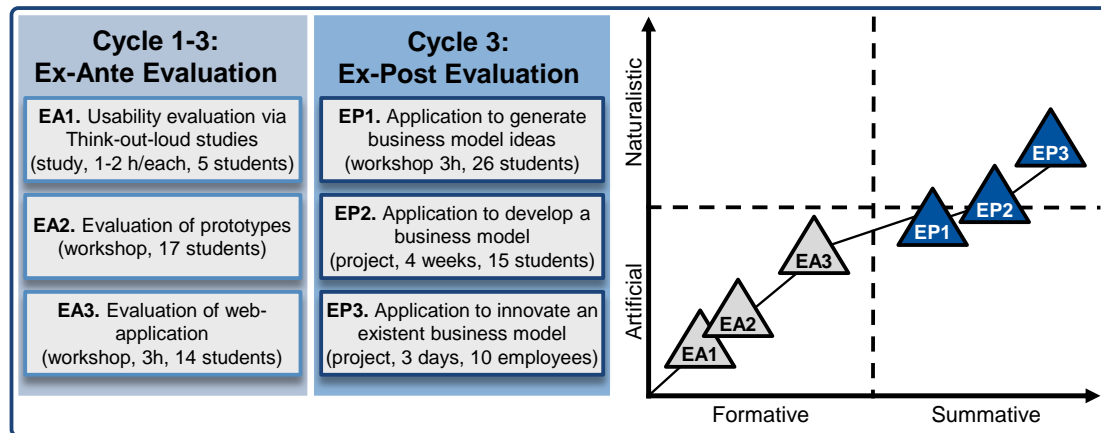 Cycle 1-3:
Ex-Ante Evaluation
EA1. Usability evaluation via
Think-out-loud studies
(study, 1-2 h/each, 5 students)
EA2. Evaluation of prototypes
(workshop, 17 students)
EA3. Evaluation of web-
application
(workshop, 3h, 14 students)
Cycle 3:
Ex-Post Evaluation
EP1. Application to generate
business model ideas
(workshop 3h, 26 students)
EP2. Application to develop a
business model
(project, 4 weeks, 15 students)
EP3. Application to innovate an
existent business model
(project, 3 days, 10 employees)
Naturalistic
Artificial
EP3
EP2
EP1
EA3
EA2
EA1
Formative
Summative